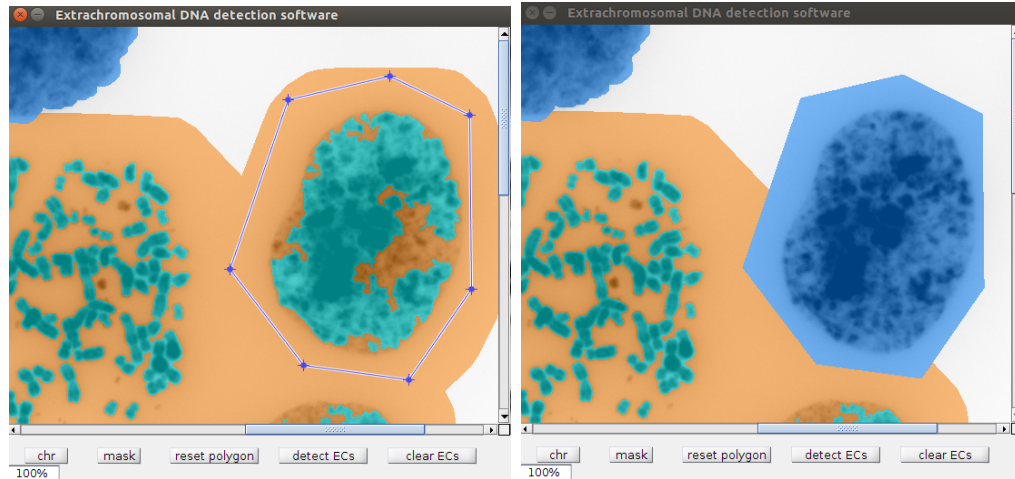 Extrachromosomal DNA detection software
chr mask reset polygon detect ECs clear ECs
100%
Extrachromosomal DNA detection software
chr mask reset polygon detect ECs clear ECs
100%